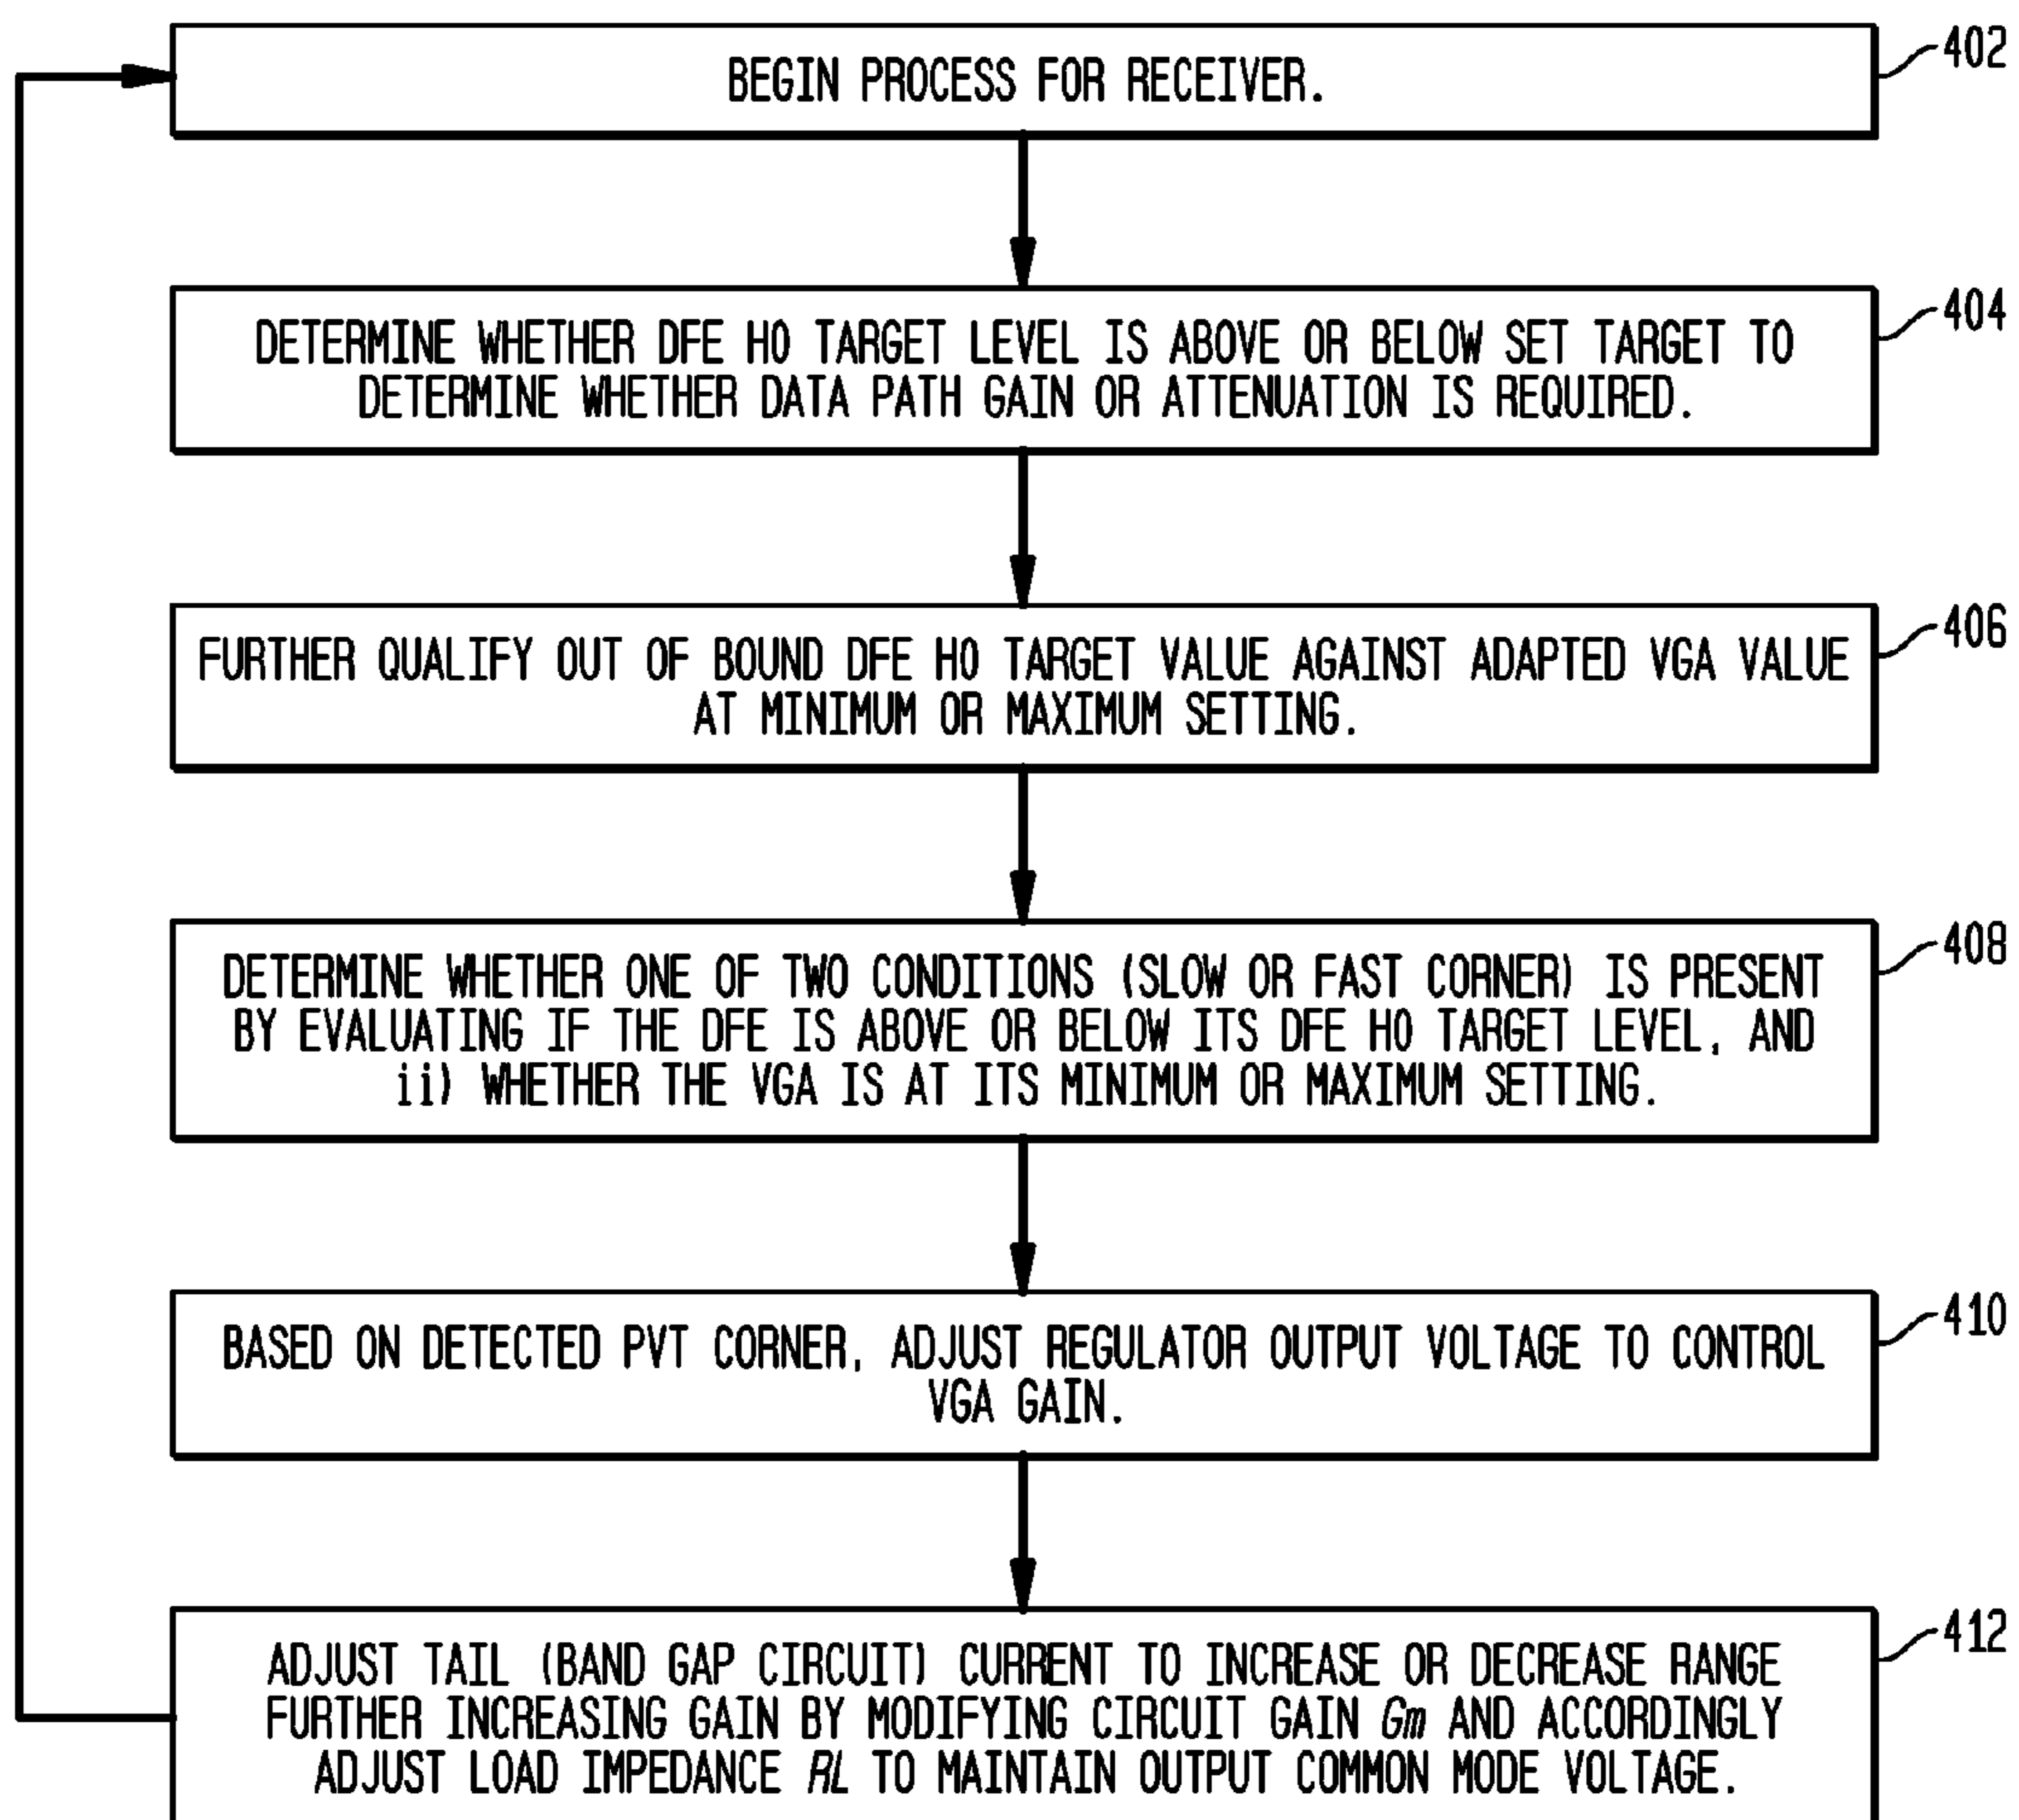 BEGIN PROCESS FOR RECEIVER.
402
DETERMINE WHETHER DFE H0 TARGET LEVEL IS ABOVE OR BELOW SET TARGET TO
DETERMINE WHETHER DATA PATH GAIN OR ATTENUATION IS REQUIRED.
404
FURTHER QUALIFY OUT OF BOUND DFE H0 TARGET VALUE AGAINST ADAPTED VGA VALUE
AT MINIMUM OR MAXIMUM SETTING.
406
DETERMINE WHETHER ONE OF TWO CONDITIONS (SLOW OR FAST CORNER) IS PRESENT
BY EVALUATING IF THE DFE IS ABOVE OR BELOW ITS DFE H0 TARGET LEVEL, AND
ii) WHETHER THE VGA IS AT ITS MINIMUM OR MAXIMUM SETTING.
408
BASED ON DETECTED PVT CORNER, ADJUST REGULATOR OUTPUT VOLTAGE TO CONTROL
VGA GAIN.
410
ADJUST TAIL (BAND GAP CIRCUIT) CURRENT TO INCREASE OR DECREASE RANGE
FURTHER INCREASING GAIN BY MODIFYING CIRCUIT GAIN Gm AND ACCORDINGLY
ADJUST LOAD IMPEDANCE RL TO MAINTAIN OUTPUT COMMON MODE VOLTAGE.
412